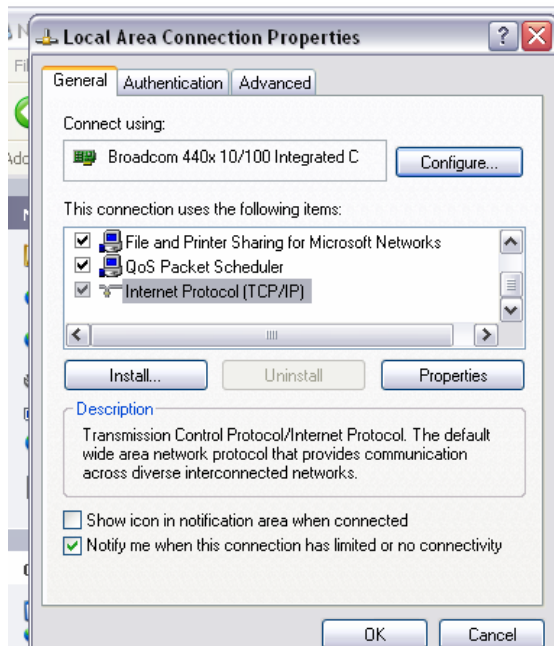 Local Area Connection Properties
General Authentication Advanced
Connect using:
Broadcom 440x 10/100 Integrated C
Configure...
This connection uses the following items:
File and Printer Sharing for Microsoft Networks
QoS Packet Scheduler
Internet Protocol (TCP/IP)
Install... Uninstall Properties
Description
Transmission Control Protocol/Internet Protocol. The default
wide area network protocol that provides communication
across diverse interconnected networks.
Show icon in notification area when connected
Notify me when this connection has limited or no connectivity
OK Cancel